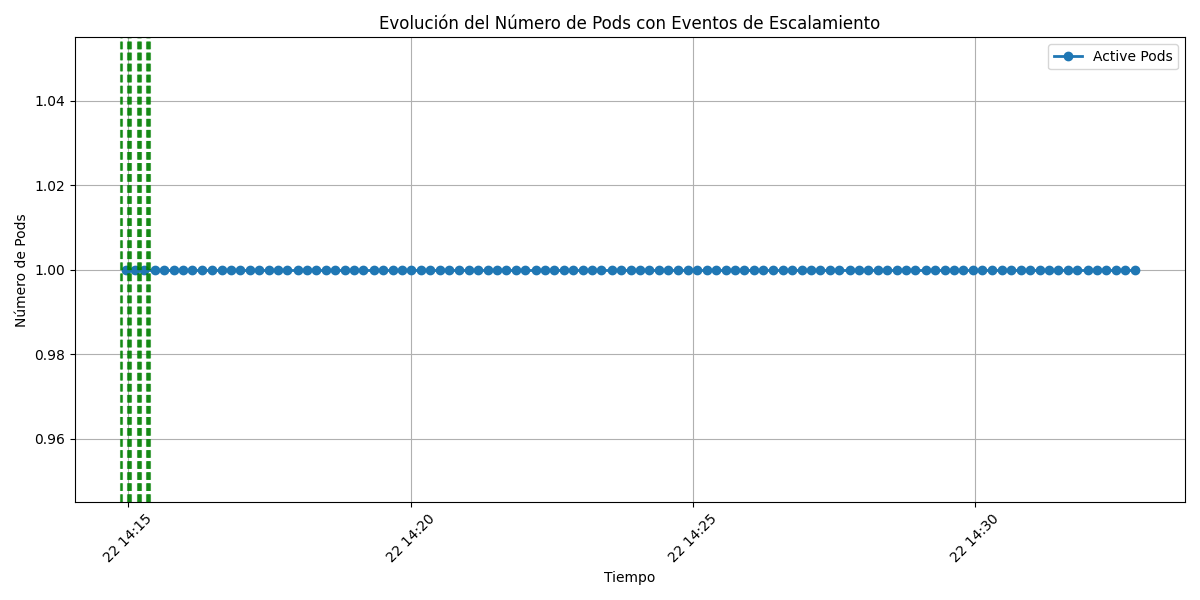 Evolución del Número de Pods con Eventos de Escalamiento
Active Pods
Número de Pods
1.04
1.02
1.00
0.98
0.96
22 14:15
22 14:20
22 14:25
22 14:30
Tiempo